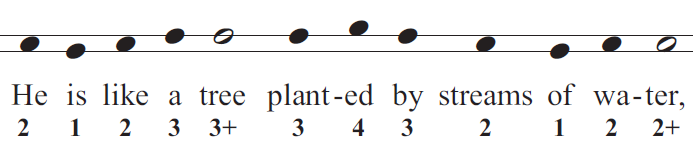 He is like a tree plant-ed by streams of wa-ter,
2 1 2 3 3+ 3 4 3 2 1 2 2+